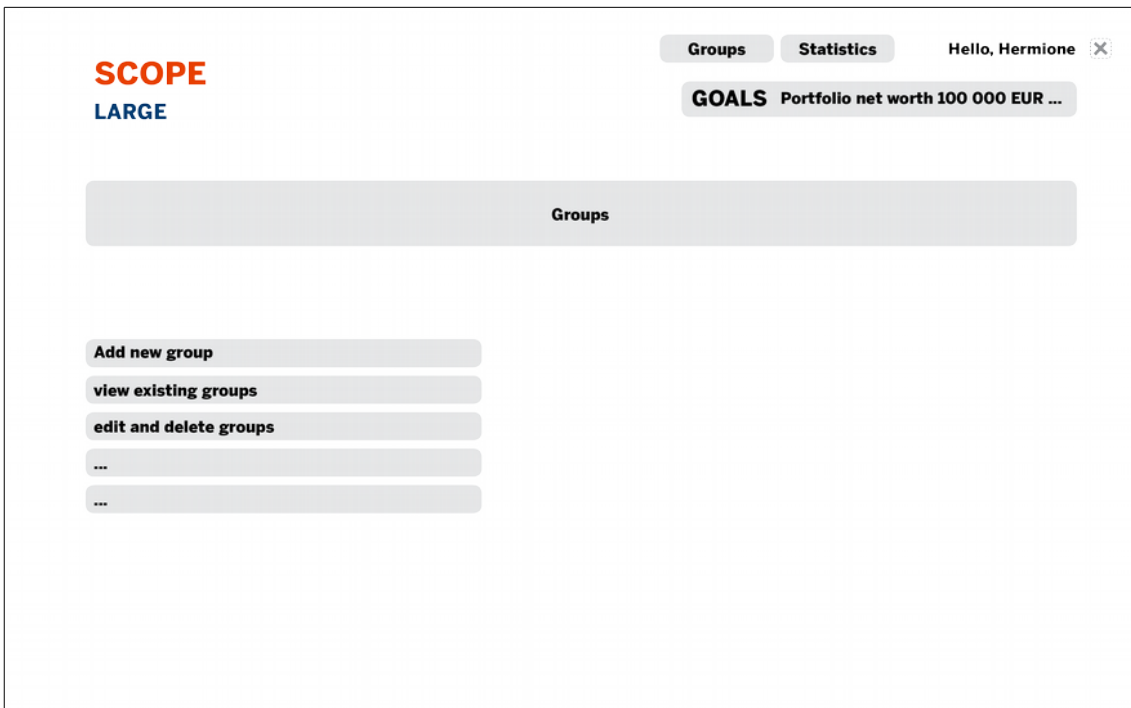 Groups Statistics Hello, Hermione
SCOPE
LARGE
GOALS Portfolio net worth 100 000 EUR ...
Groups
Add new group
view existing groups
edit and delete groups
...
...